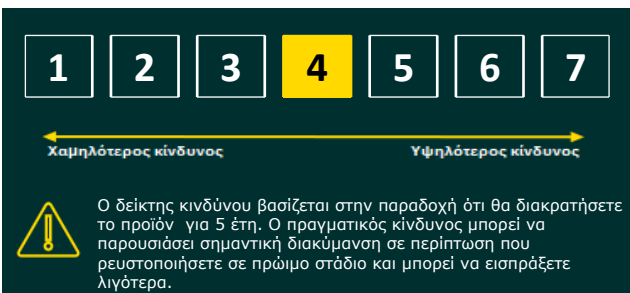 1 2 3 4 5 6 7
Χαμηλότερος κίνδυνος Υψηλότερος κίνδυνος
Ο δείκτης κινδύνου βασίζεται στην παραδοχή ότι θα διακρατήσετε
το προϊόν για 5 έτη. Ο πραγματικός κίνδυνος μπορεί να
παρουσιάσει σημαντική διακύμανση σε περίπτωση που
ρευστοποιήσετε σε πρώιμο στάδιο και μπορεί να εισπράξετε
λιγότερα.